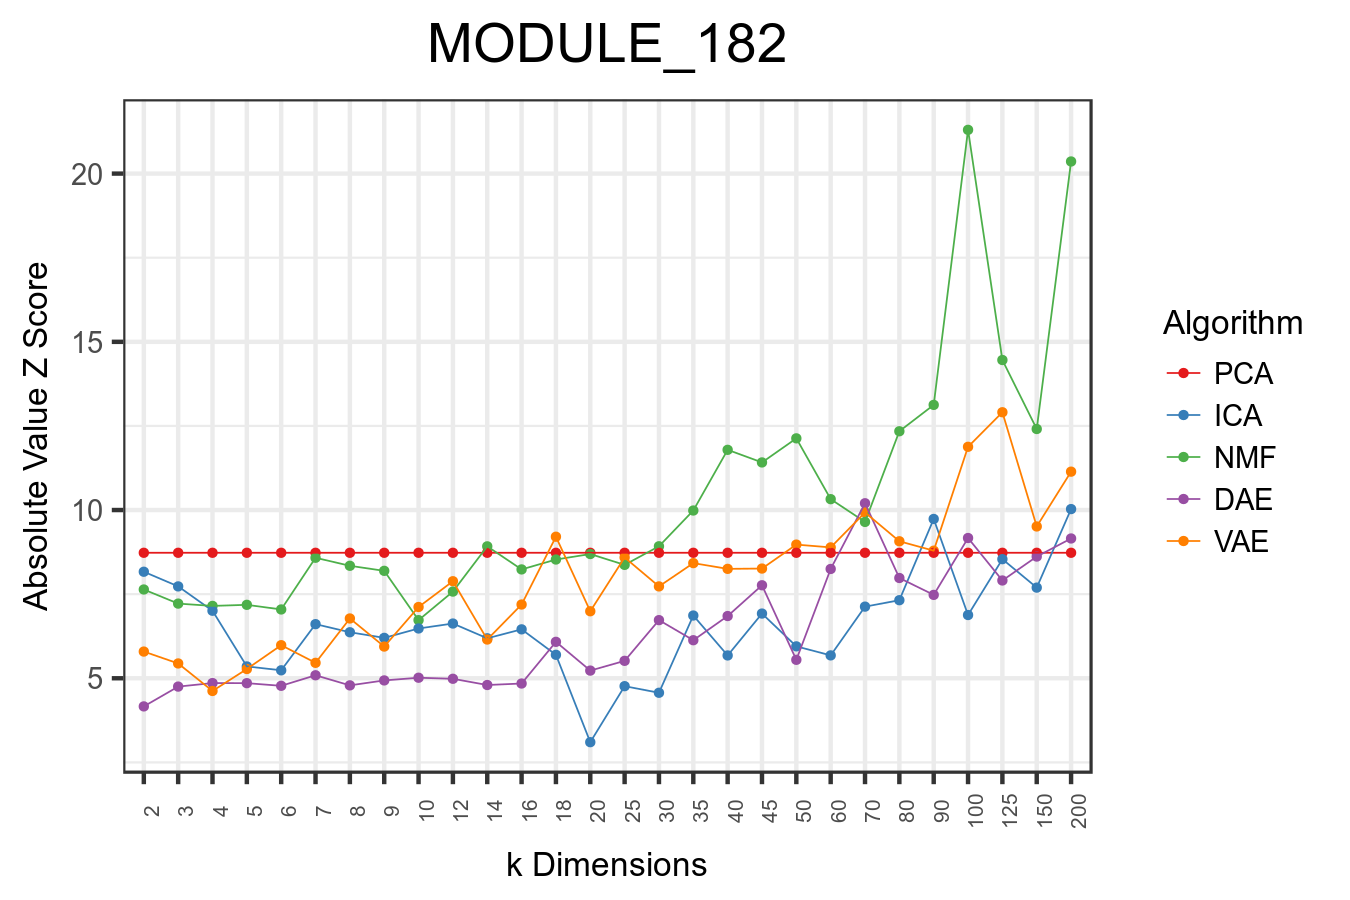 MODULE_182
Absolute Value Z Score
20
15
10
5
2 3 4 5 6 7 8 9 10 12 14 16 18 20 25 30 35 40 45 50 60 70 80 90 100 125 150 200
k Dimensions
Algorithm
PCA
ICA
NMF
DAE
VAE